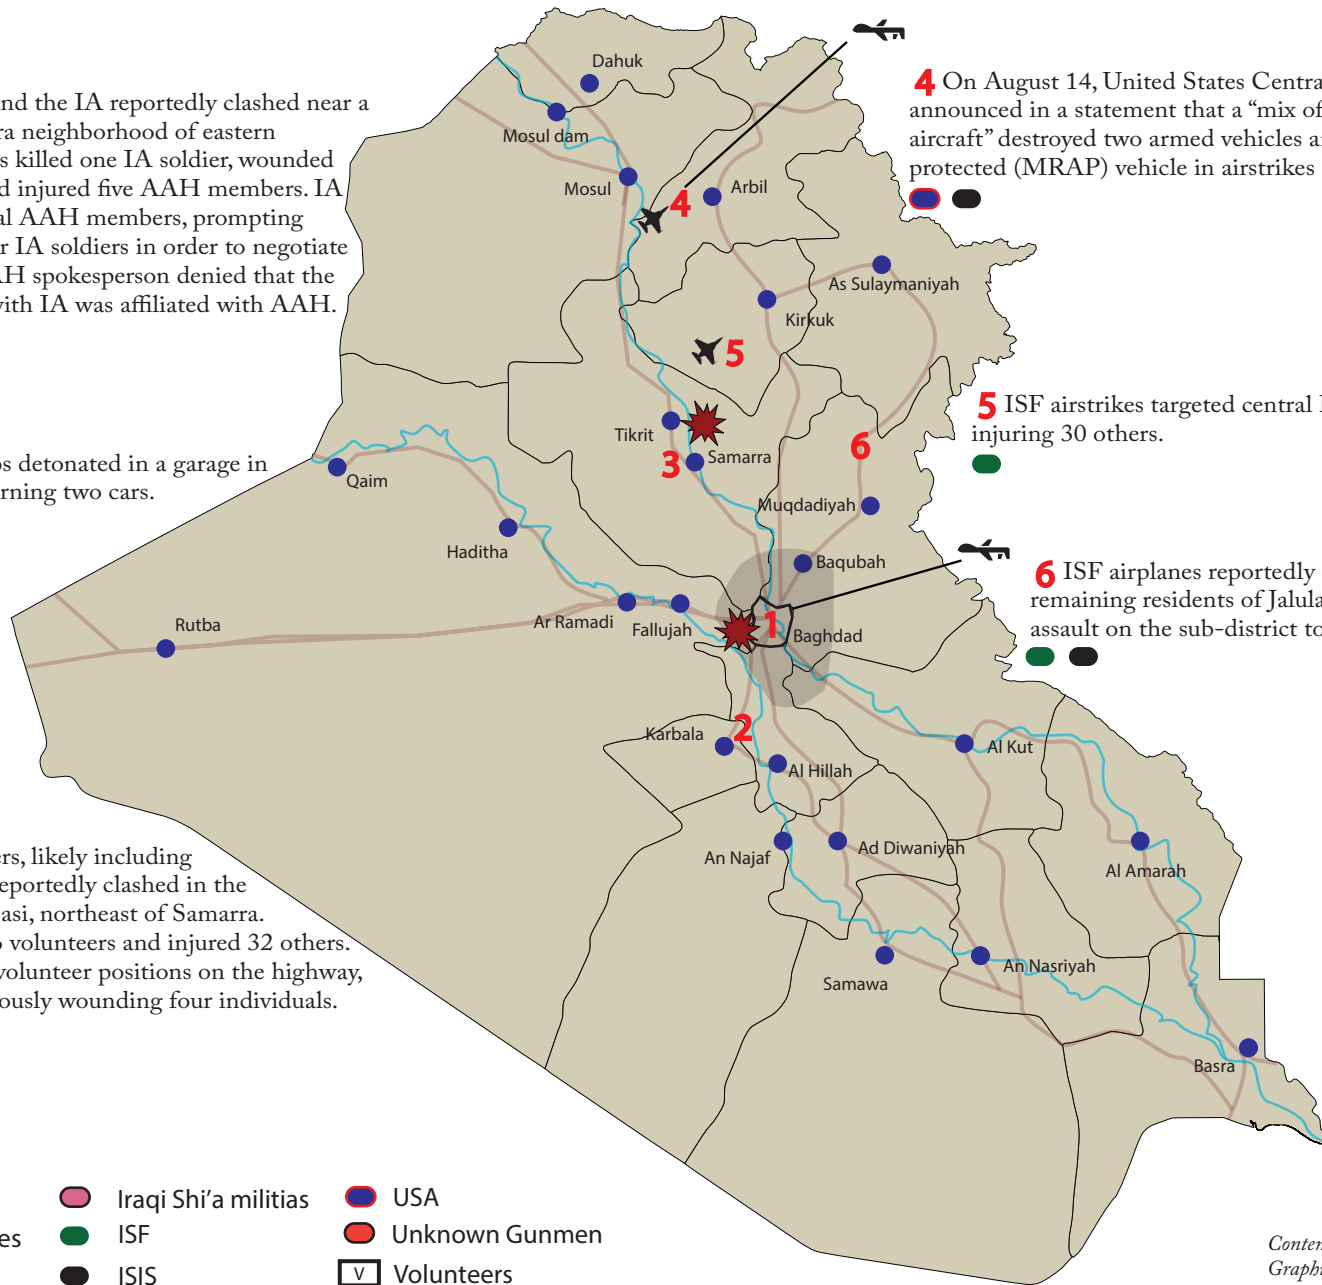 nd the IA reportedly clashed near a
ra neighborhood of eastern
s killed one IA soldier, wounded
d injured five AAH members. IA
al AAH members, prompting
r IA soldiers in order to negotiate
AH spokesperson denied that the
with IA was affiliated with AAH.
os detonated in a garage in
rning two cars.
ers, likely including
reportedly clashed in the
asi, northeast of Samarra.
6 volunteers and injured 32 others.
volunteer positions on the highway,
ously wounding four individuals.
4 On August 14, United States Centra
announced in a statement that a “mix of
aircraft” destroyed two armed vehicles a
protected (MRAP) vehicle in airstrikes
5 ISF airstrikes targeted central
injuring 30 others.
6 ISF airplanes reportedly
remaining residents of Jalula
assault on the sub-district to
Dahuk
Mosul dam
Mosul
4
Arbil
As Sulaymaniyah
Kirkuk
5
Tikrit
3
Samarra
6
Muqdadiyah
Qaim
Haditha
Baqubah
Ar Ramadi
Fallujah
1
Baghdad
Rutba
Karbala
2
Al Hillah
Al Kut
An Najaf
Ad Diwaniyah
Al Amarah
Samawa
An Nasriyah
Basra
Iraqi Shi’a militias
USA
es
ISF
Unknown Gunmen
ISIS
V
Volunteers
Conten
Graphi